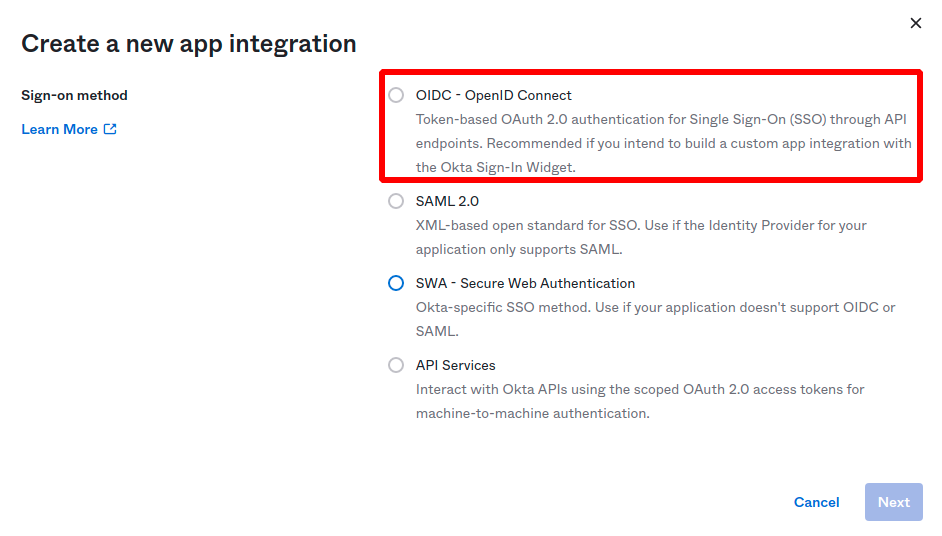 Create a new app integration
Sign-on method
Learn More
OIDC - OpenID Connect
Token-based OAuth 2.0 authentication for Single Sign-On (SSO) through API
endpoints. Recommended if you intend to build a custom app integration with
the Okta Sign-In Widget.
SAML 2.0
XML-based open standard for SSO. Use if the Identity Provider for your
application only supports SAML.
SWA - Secure Web Authentication
Okta-specific SSO method. Use if your application doesn't support OIDC or
SAML.
API Services
Interact with Okta APIs using the scoped OAuth 2.0 access tokens for
machine-to-machine authentication.
Cancel
Next